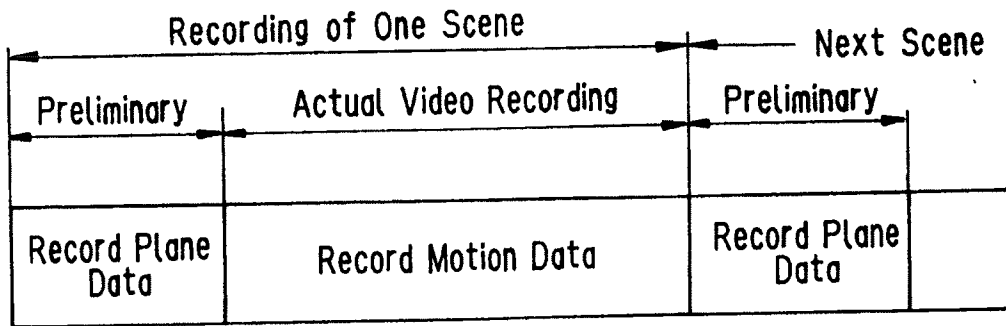 Recording of One Scene
Next Scene
Preliminary
Actual Video Recording
Preliminary
Record Plane
Data
Record Motion Data
Record Plane
Data